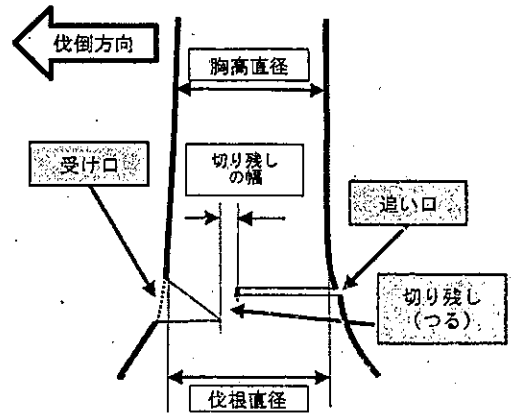 伐倒方向
胸高直径
受け口
切り残し
の幅
追い口
切り残し
(つる)
伐根直径